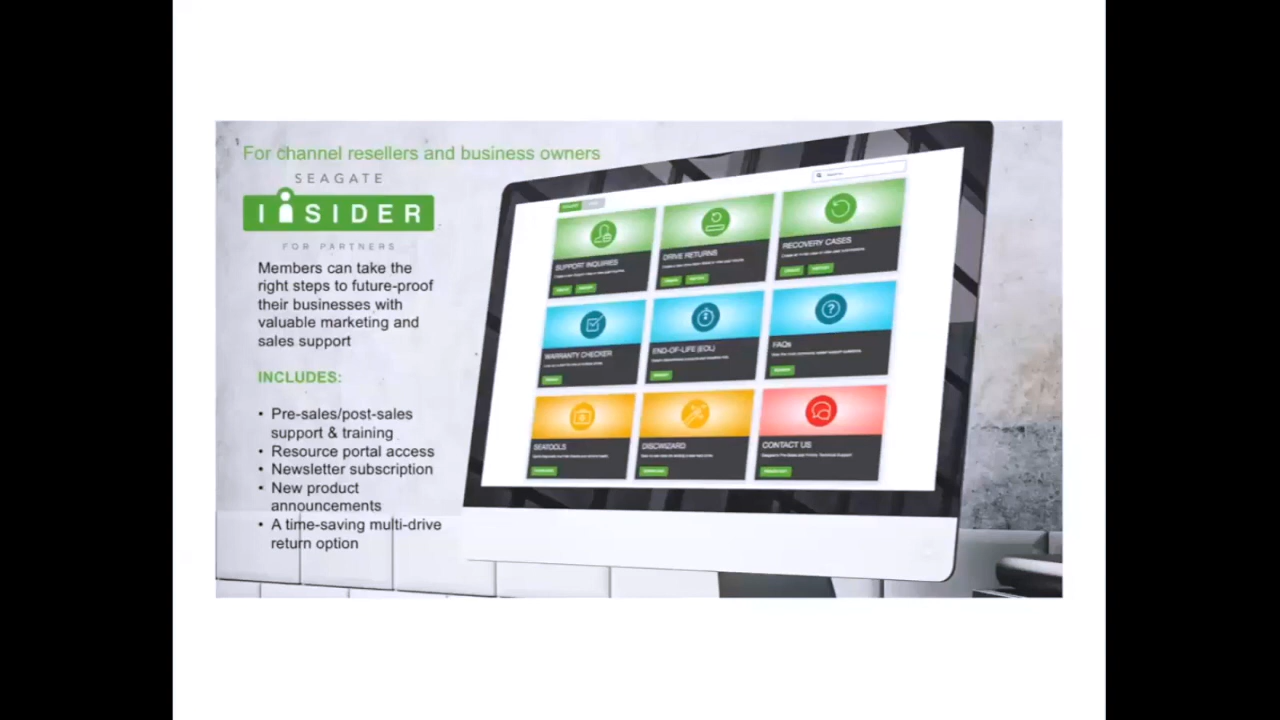 For channel resellers and business owners
SEAGATE
INSIDER
FOR PARTNERS
Members can take the
right steps to future-proof
their businesses with
valuable marketing and
sales support
INCLUDES:
• Pre-sales/post-sales
support & training
• Resource portal access
• Newsletter subscription
• New product
announcements
• A time-saving multi-drive
return option
SUPPORT INQUIRIES
DRIVE RETURNS
RECOVERY CASES
WARRANTY CHECKER
END-OF-LIFE (EOL)
FAQs
SEATOOLS
DISCWIZARD
CONTACT US